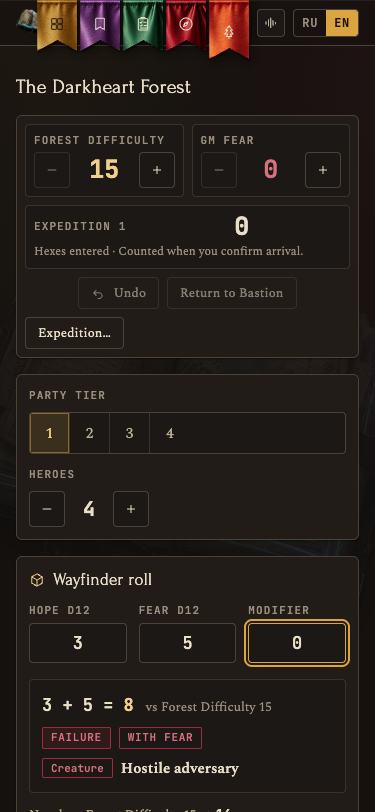 RU EN
The Darkheart Forest
FOREST DIFFICULTY GM FEAR
− 15 + − 0 +
EXPEDITION 1 0
Hexes entered · Counted when you confirm arrival.
Undo Return to Bastion
Expedition…
PARTY TIER
1 2 3 4
HEROES
− 4 +
Wayfinder roll
HOPE D12 FEAR D12 MODIFIER
3 5 0
3 + 5 = 8 vs Forest Difficulty 15
FAILURE WITH FEAR
Creature Hostile adversary